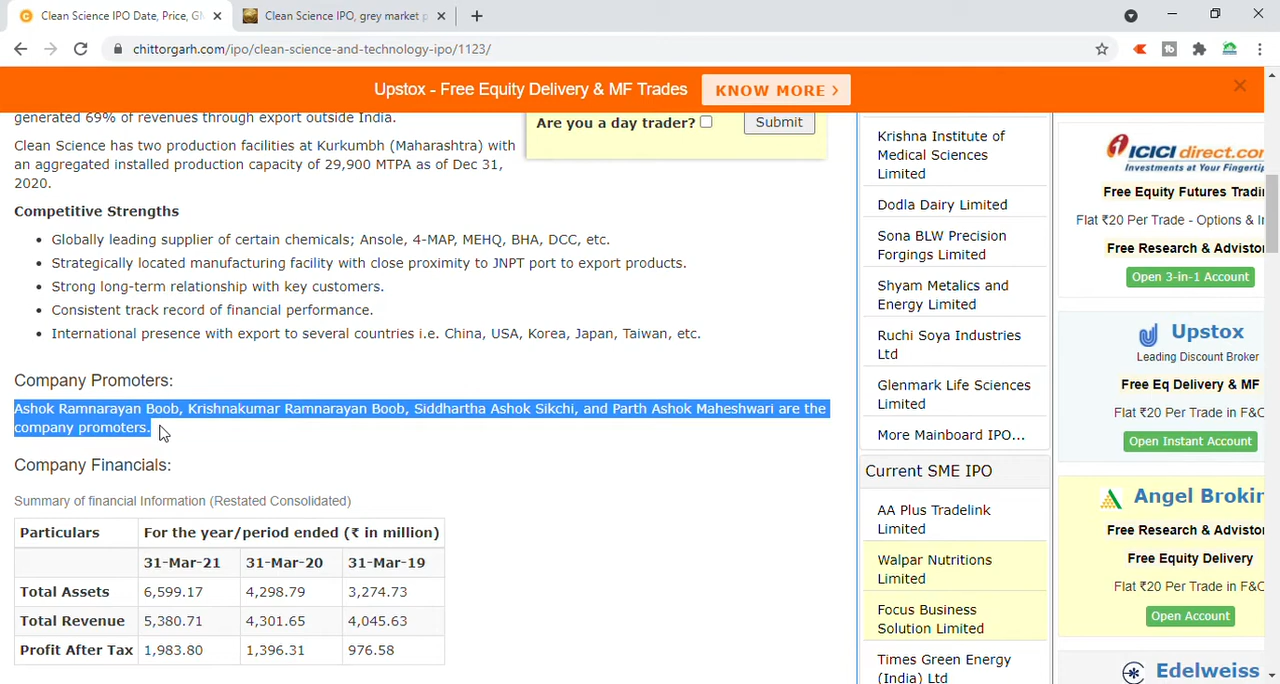 Clean Science IPO Date, Price, GM
Clean Science IPO, grey market p
chittorgarh.com/ipo/clean-science-and-technology-ipo/1123/
Upstox - Free Equity Delivery & MF Trades
KNOW MORE >
generated 69% of revenues through export outside India.
Clean Science has two production facilities at Kurkumbh (Maharashtra) with
an aggregated installed production capacity of 29,900 MTPA as of Dec 31,
2020.
Are you a day trader?
Submit
Competitive Strengths
• Globally leading supplier of certain chemicals; Ansole, 4-MAP, MEHQ, BHA, DCC, etc.
• Strategically located manufacturing facility with close proximity to JNPT port to export products.
• Strong long-term relationship with key customers.
• Consistent track record of financial performance.
• International presence with export to several countries i.e. China, USA, Korea, Japan, Taiwan, etc.
Company Promoters:
Ashok Ramnarayan Boob, Krishnakumar Ramnarayan Boob, Siddhartha Ashok Sikchi, and Parth Ashok Maheshwari are the
company promoters.
Company Financials:
Summary of financial Information (Restated Consolidated)
Particulars For the year/period ended (₹ in million)
31-Mar-21 31-Mar-20 31-Mar-19
Total Assets 6,599.17 4,298.79 3,274.73
Total Revenue 5,380.71 4,301.65 4,045.63
Profit After Tax 1,983.80 1,396.31 976.58
Krishna Institute of
Medical Sciences
Limited
Dodla Dairy Limited
Sona BLW Precision
Forgings Limited
Shyam Metalics and
Energy Limited
Ruchi Soya Industries
Ltd
Glenmark Life Sciences
Limited
More Mainboard IPO...
Current SME IPO
AA Plus Tradelink
Limited
Walpar Nutritions
Limited
Focus Business
Solution Limited
Times Green Energy
(India) Ltd
ICICI direct.com
Investments at Your Fingertip
Free Equity Futures Tradi
Flat ₹20 Per Trade - Options & I
Free Research & Advisor
Open 3-in-1 Account
Upstox
Leading Discount Broker
Free Eq Delivery & MF
Flat ₹20 Per Trade in F&O
Open Instant Account
Angel Brokin
Free Research & Advisor
Free Equity Delivery
Flat ₹20 Per Trade in F&O
Open Account
Edelweiss